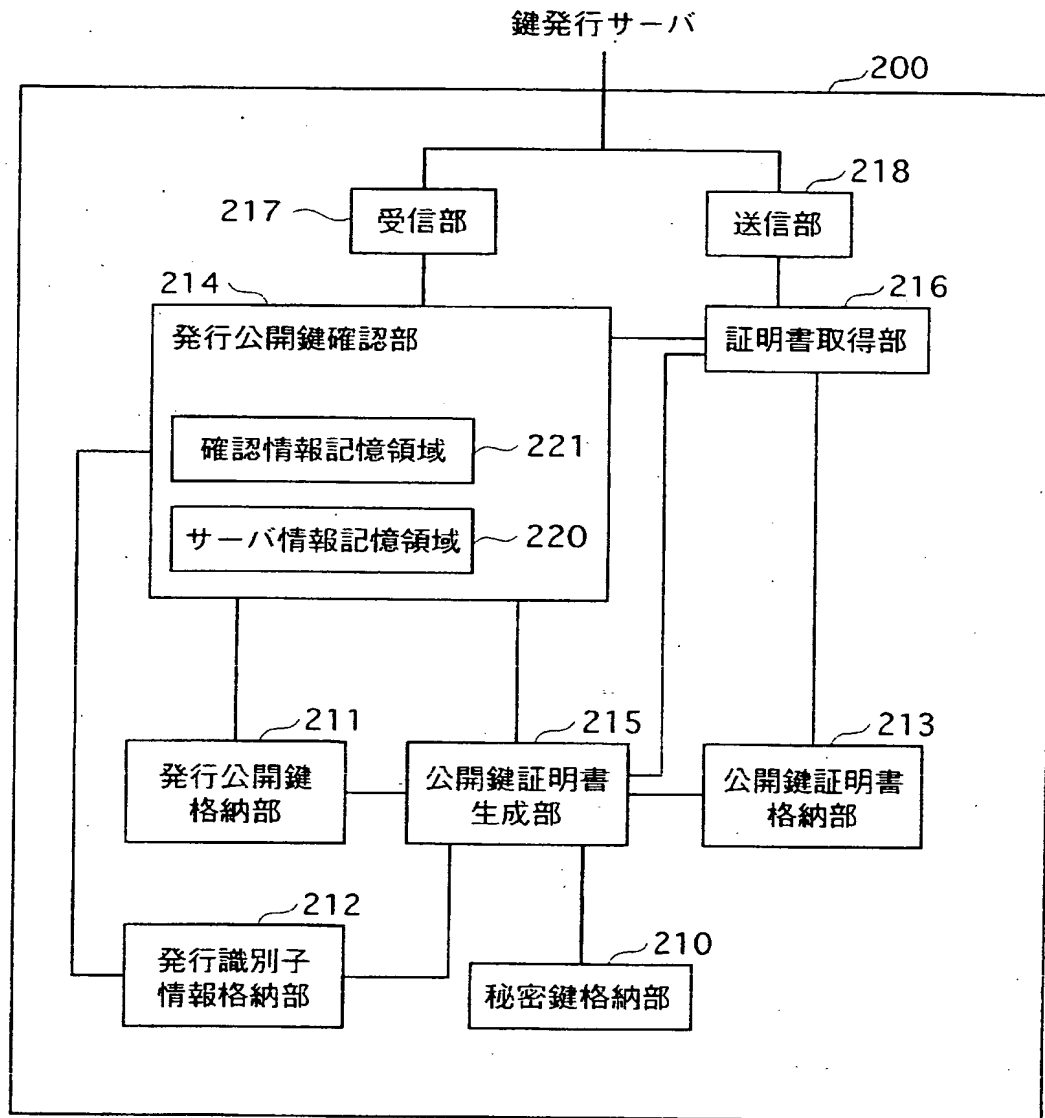 鍵発行サーバ
200
217
受信部
218
送信部
214
発行公開鍵確認部
216
証明書取得部
確認情報記憶領域
221
サーバ情報記憶領域
220
211
発行公開鍵
格納部
215
公開鍵証明書
生成部
213
公開鍵証明書
格納部
212
発行識別子
情報格納部
210
秘密鍵格納部